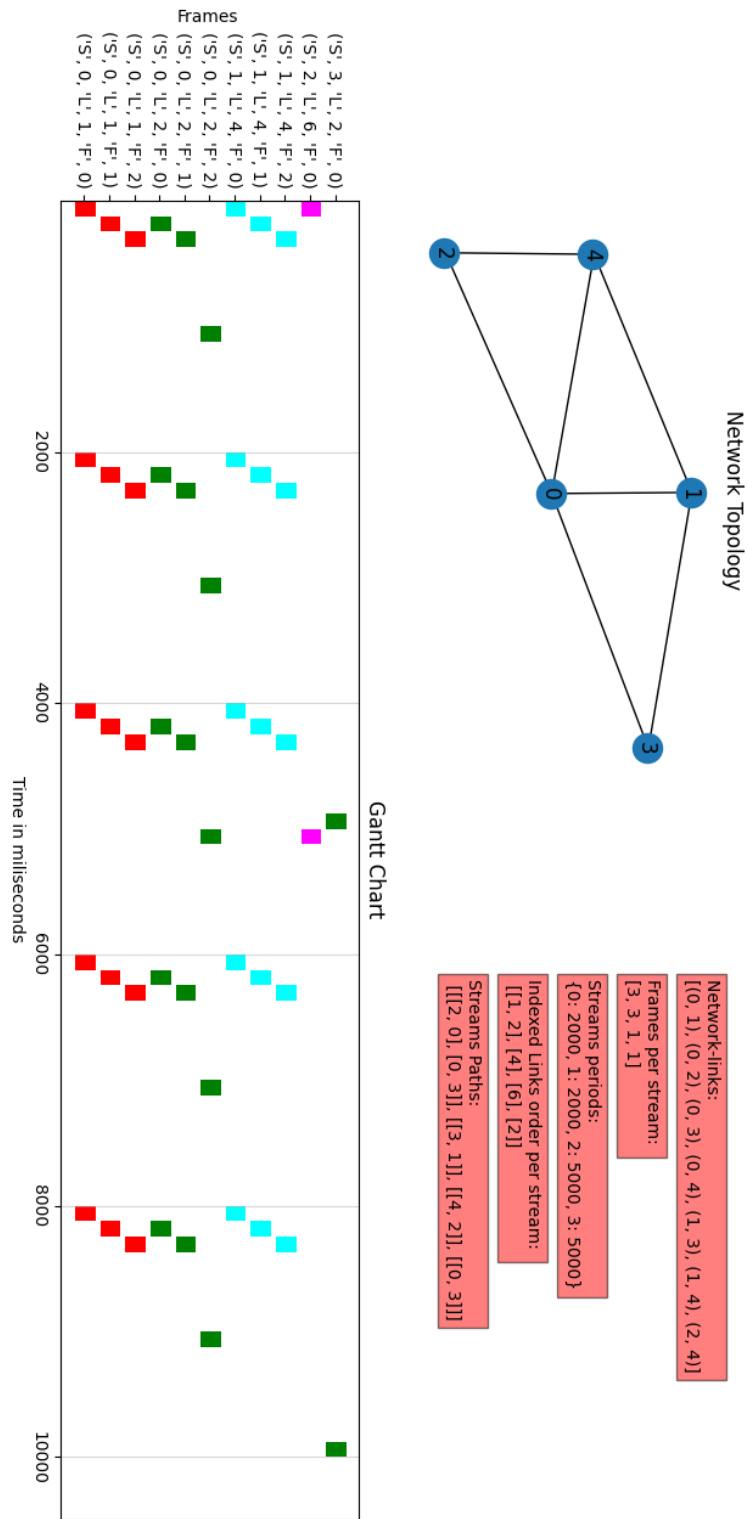 Network Topology
4
1
2
0
3
Network-links:
[(0, 1), (0, 2), (0, 3), (0, 4), (1, 3), (1, 4), (2, 4)]
Frames per stream:
[3, 3, 1, 1]
Streams periods:
{0: 2000, 1: 2000, 2: 5000, 3: 5000}
Indexed Links order per stream:
[[1, 2], [4], [6], [2]]
Streams Paths:
[[[2, 0], [0, 3]], [[3, 1]], [[4, 2]], [[0, 3]]]
Gantt Chart
Frames
('S', 3, 'L', 2, 'F', 0)
('S', 2, 'L', 6, 'F', 0)
('S', 1, 'L', 4, 'F', 2)
('S', 1, 'L', 4, 'F', 1)
('S', 1, 'L', 4, 'F', 0)
('S', 0, 'L', 2, 'F', 2)
('S', 0, 'L', 2, 'F', 1)
('S', 0, 'L', 2, 'F', 0)
('S', 0, 'L', 1, 'F', 2)
('S', 0, 'L', 1, 'F', 1)
('S', 0, 'L', 1, 'F', 0)
2000
4000
6000
8000
10000
Time in miliseconds